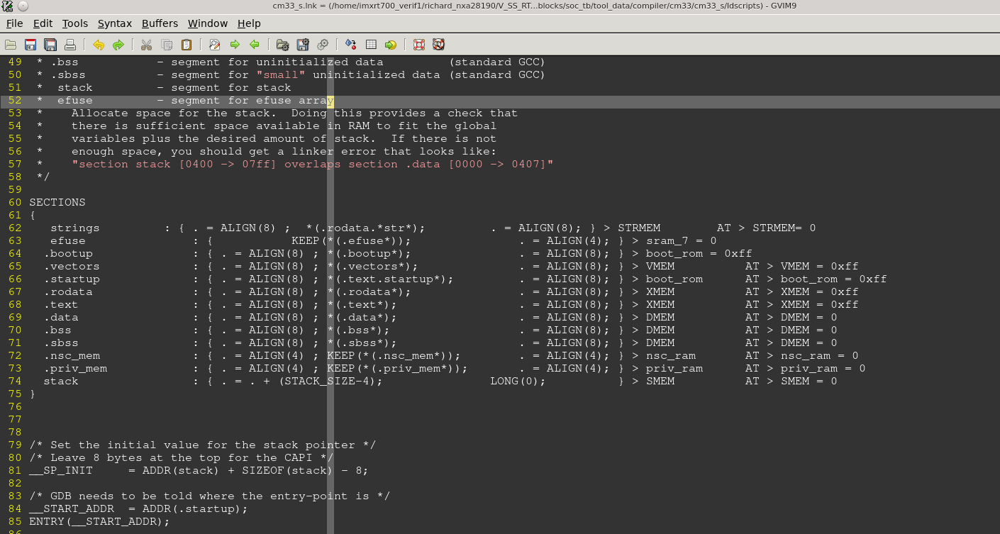 cm33_s.lnk = (/home/imxrt700_verif1/richard_nxa28190/V_SS_RT...blocks/soc_tb/tool_data/compiler/cm33/cm33_s/ldscripts) - GVIM9
File Edit Tools Syntax Buffers Window Help
49  * .bss           - segment for uninitialized data         (standard GCC)
50  * .sbss          - segment for "small" uninitialized data (standard GCC)
51  *  stack         - segment for stack
52  *  efuse         - segment for efuse array
53  *    Allocate space for the stack.  Doing this provides a check that
54  *    there is sufficient space available in RAM to fit the global
55  *    variables plus the desired amount of stack.  If there is not
56  *    enough space, you should get a linker error that looks like:
57  *    "section stack [0400 -> 07ff] overlaps section .data [0000 -> 0407]"
58  */
59
60 SECTIONS
61 {
62    strings         : { . = ALIGN(8) ;  *(.rodata.*str*);         . = ALIGN(8); } > STRMEM        AT > STRMEM= 0
63    efuse               : {           KEEP(*(.efuse*));               . = ALIGN(4); } > sram_7 = 0
64   .bootup              : { . = ALIGN(8) ; *(.bootup*);               . = ALIGN(8); } > boot_rom = 0xff
65   .vectors             : { . = ALIGN(8) ; *(.vectors*);              . = ALIGN(8); } > VMEM          AT > VMEM = 0xff
66   .startup             : { . = ALIGN(8) ; *(.text.startup*);         . = ALIGN(8); } > boot_rom      AT > boot_rom = 0xff
67   .rodata              : { . = ALIGN(8) ; *(.rodata*);               . = ALIGN(8); } > XMEM          AT > XMEM = 0xff
68   .text                : { . = ALIGN(8) ; *(.text*);                 . = ALIGN(8); } > XMEM          AT > XMEM = 0xff
69   .data                : { . = ALIGN(8) ; *(.data*);                 . = ALIGN(8); } > DMEM          AT > DMEM = 0
70   .bss                 : { . = ALIGN(8) ; *(.bss*);                  . = ALIGN(8); } > DMEM          AT > DMEM = 0
71   .sbss                : { . = ALIGN(8) ; *(.sbss*);                 . = ALIGN(8); } > DMEM          AT > DMEM = 0
72   .nsc_mem             : { . = ALIGN(4) ; KEEP(*(.nsc_mem*));        . = ALIGN(4); } > nsc_ram       AT > nsc_ram = 0
73   .priv_mem            : { . = ALIGN(4) ; KEEP(*(.priv_mem*));       . = ALIGN(4); } > priv_ram      AT > priv_ram = 0
74   stack                : { . = . + (STACK_SIZE-4);               LONG(0);          } > SMEM          AT > SMEM = 0
75 }
76
77
78
79 /* Set the initial value for the stack pointer */
80 /* Leave 8 bytes at the top for the CAPI */
81 __SP_INIT     = ADDR(stack) + SIZEOF(stack) - 8;
82
83 /* GDB needs to be told where the entry-point is */
84 __START_ADDR  = ADDR(.startup);
85 ENTRY(__START_ADDR);